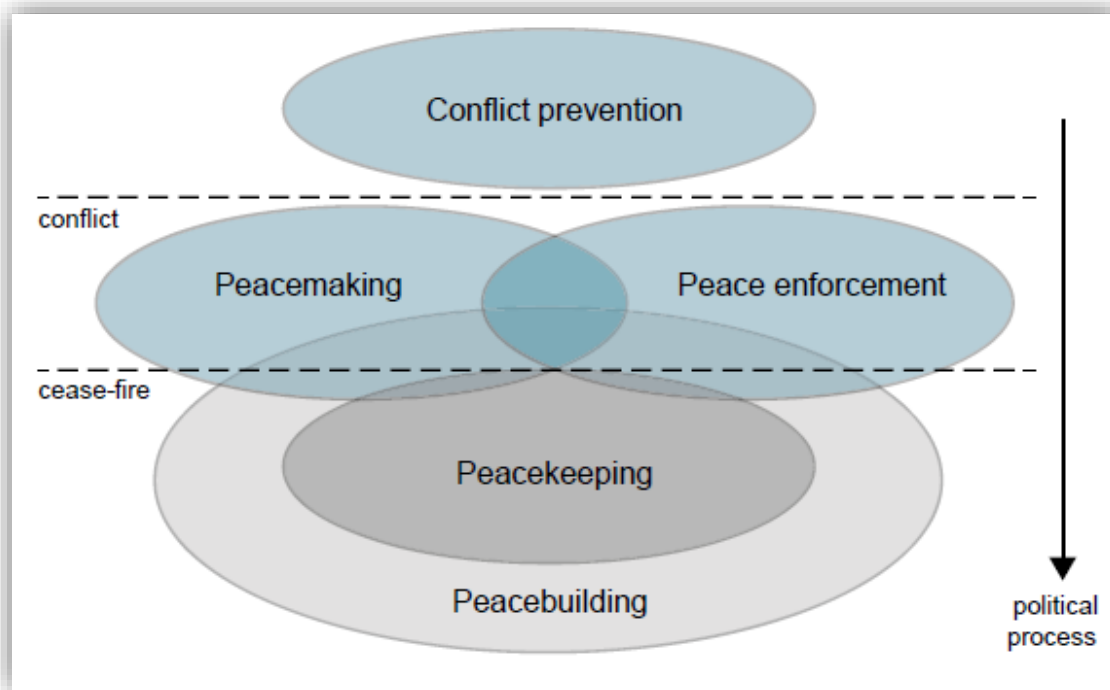 Conflict prevention
conflict
Peacemaking
Peace enforcement
cease-fire
Peacekeeping
Peacebuilding
political
process